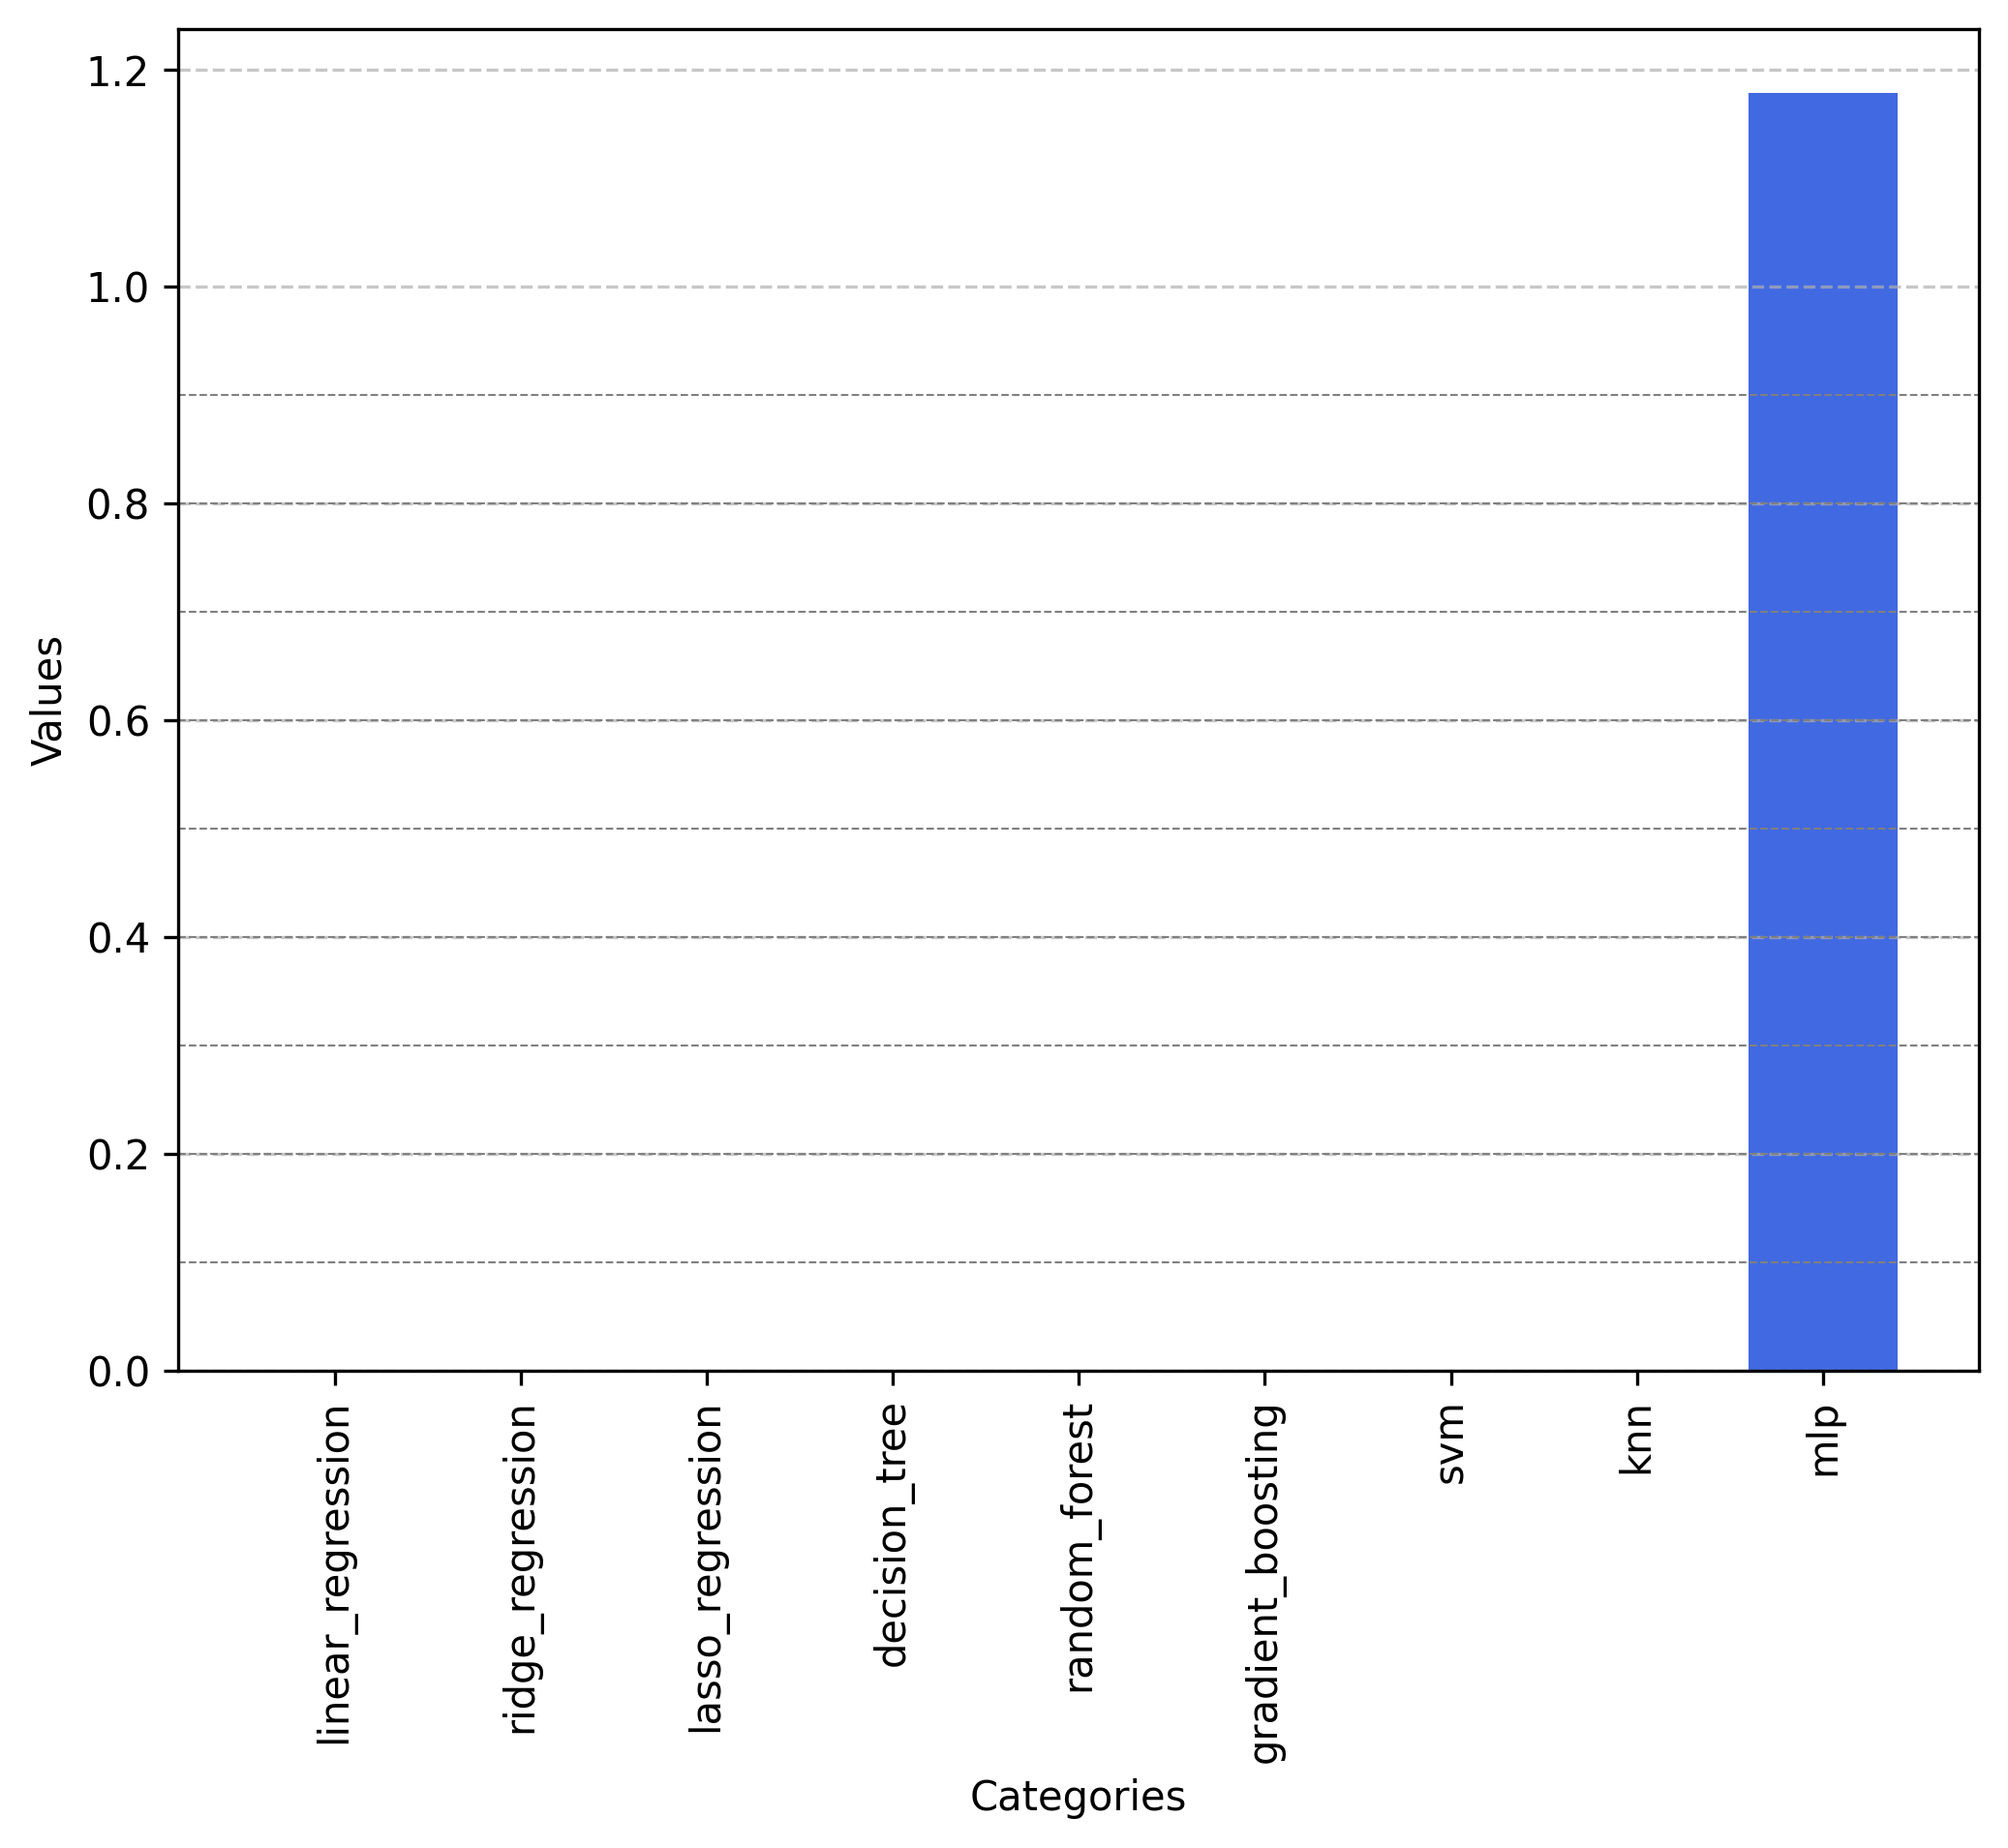 1.2
1.0
0.8
0.6
0.4
0.2
0.0
Values
linear_regression
ridge_regression
lasso_regression
decision_tree
random_forest
gradient_boosting
svm
knn
mlp
Categories